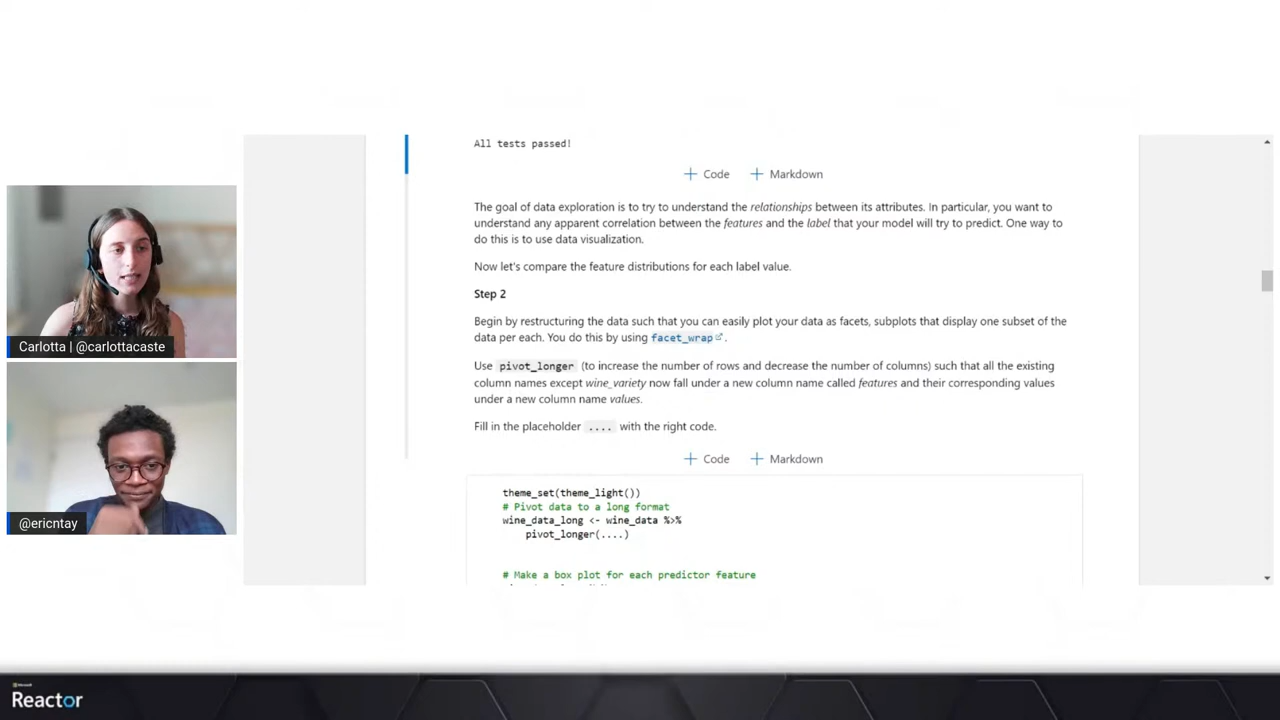 All tests passed!
+ Code + Markdown
The goal of data exploration is to try to understand the relationships between its attributes. In particular, you want to
understand any apparent correlation between the features and the label that your model will try to predict. One way to
do this is to use data visualization.
Now let's compare the feature distributions for each label value.
Step 2
Begin by restructuring the data such that you can easily plot your data as facets, subplots that display one subset of the
data per each. You do this by using facet_wrap.
Use pivot_longer (to increase the number of rows and decrease the number of columns) such that all the existing
column names except wine_variety now fall under a new column name called features and their corresponding values
under a new column name values.
Fill in the placeholder .... with the right code.
+ Code + Markdown
theme_set(theme_light())
# Pivot data to a long format
wine_data_long <- wine_data %>%
pivot_longer(....)
# Make a box plot for each predictor feature
Carlotta | @carlottacaste
@ericntay
Microsoft
Reactor